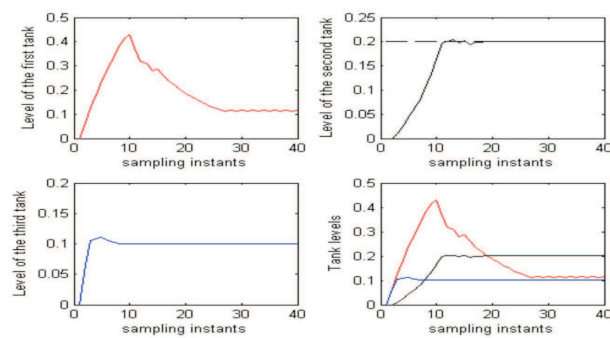 Level of the first tank
0.5
0.4
0.3
0.2
0.1
0
0 10 20 30 40
sampling instants
Level of the second tank
0.25
0.2
0.15
0.1
0.05
0
0 10 20 30 40
sampling instants
Level of the third tank
0.2
0.15
0.1
0.05
0
0 10 20 30 40
sampling instants
Tank levels
0.5
0.4
0.3
0.2
0.1
0
0 10 20 30 40
sampling instants